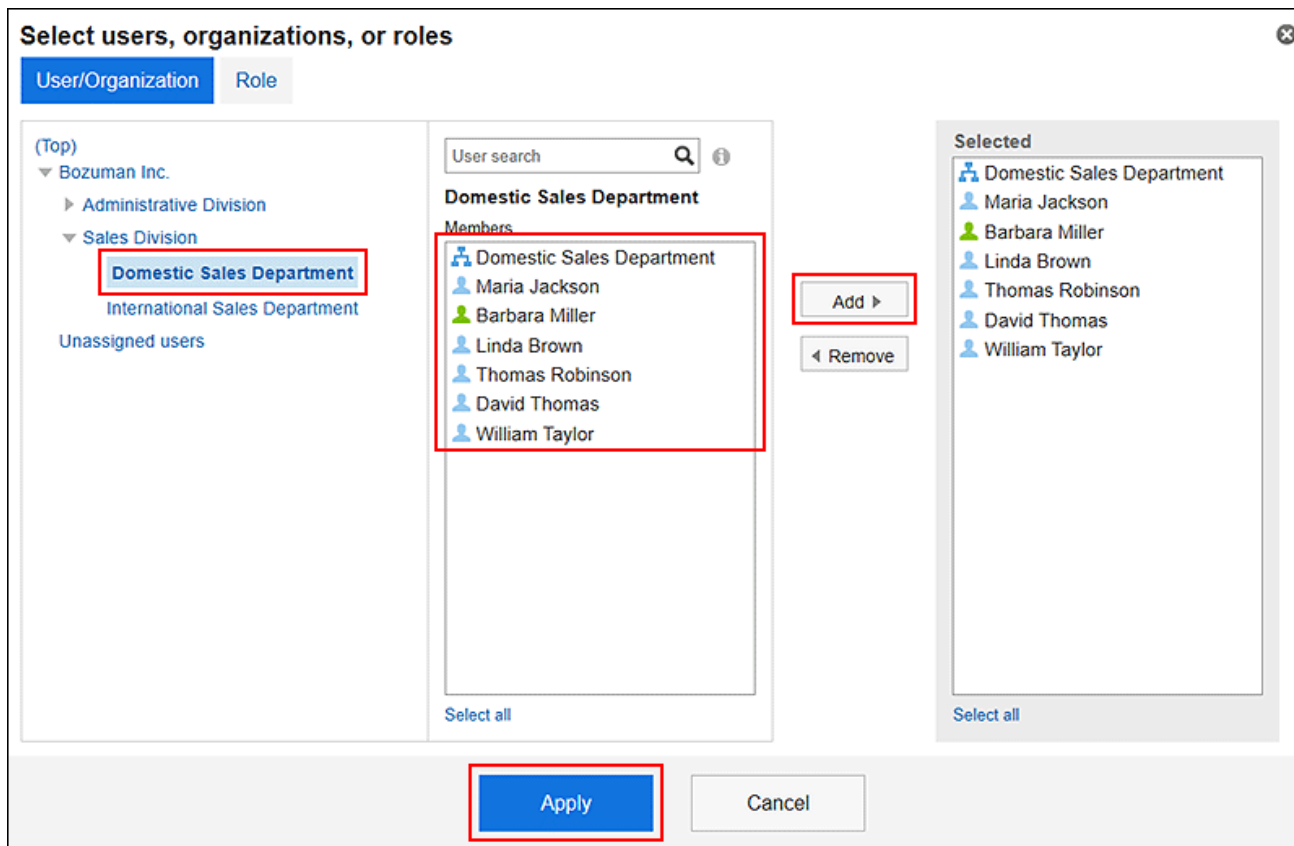 Select users, organizations, or roles
User/Organization
Role
(Top)
Bozuman Inc.
Administrative Division
Sales Division
Domestic Sales Department
International Sales Department
Unassigned users
User search
Domestic Sales Department
Members
Domestic Sales Department
Maria Jackson
Barbara Miller
Linda Brown
Thomas Robinson
David Thomas
William Taylor
Select all
Add
Remove
Selected
Domestic Sales Department
Maria Jackson
Barbara Miller
Linda Brown
Thomas Robinson
David Thomas
William Taylor
Select all
Apply
Cancel